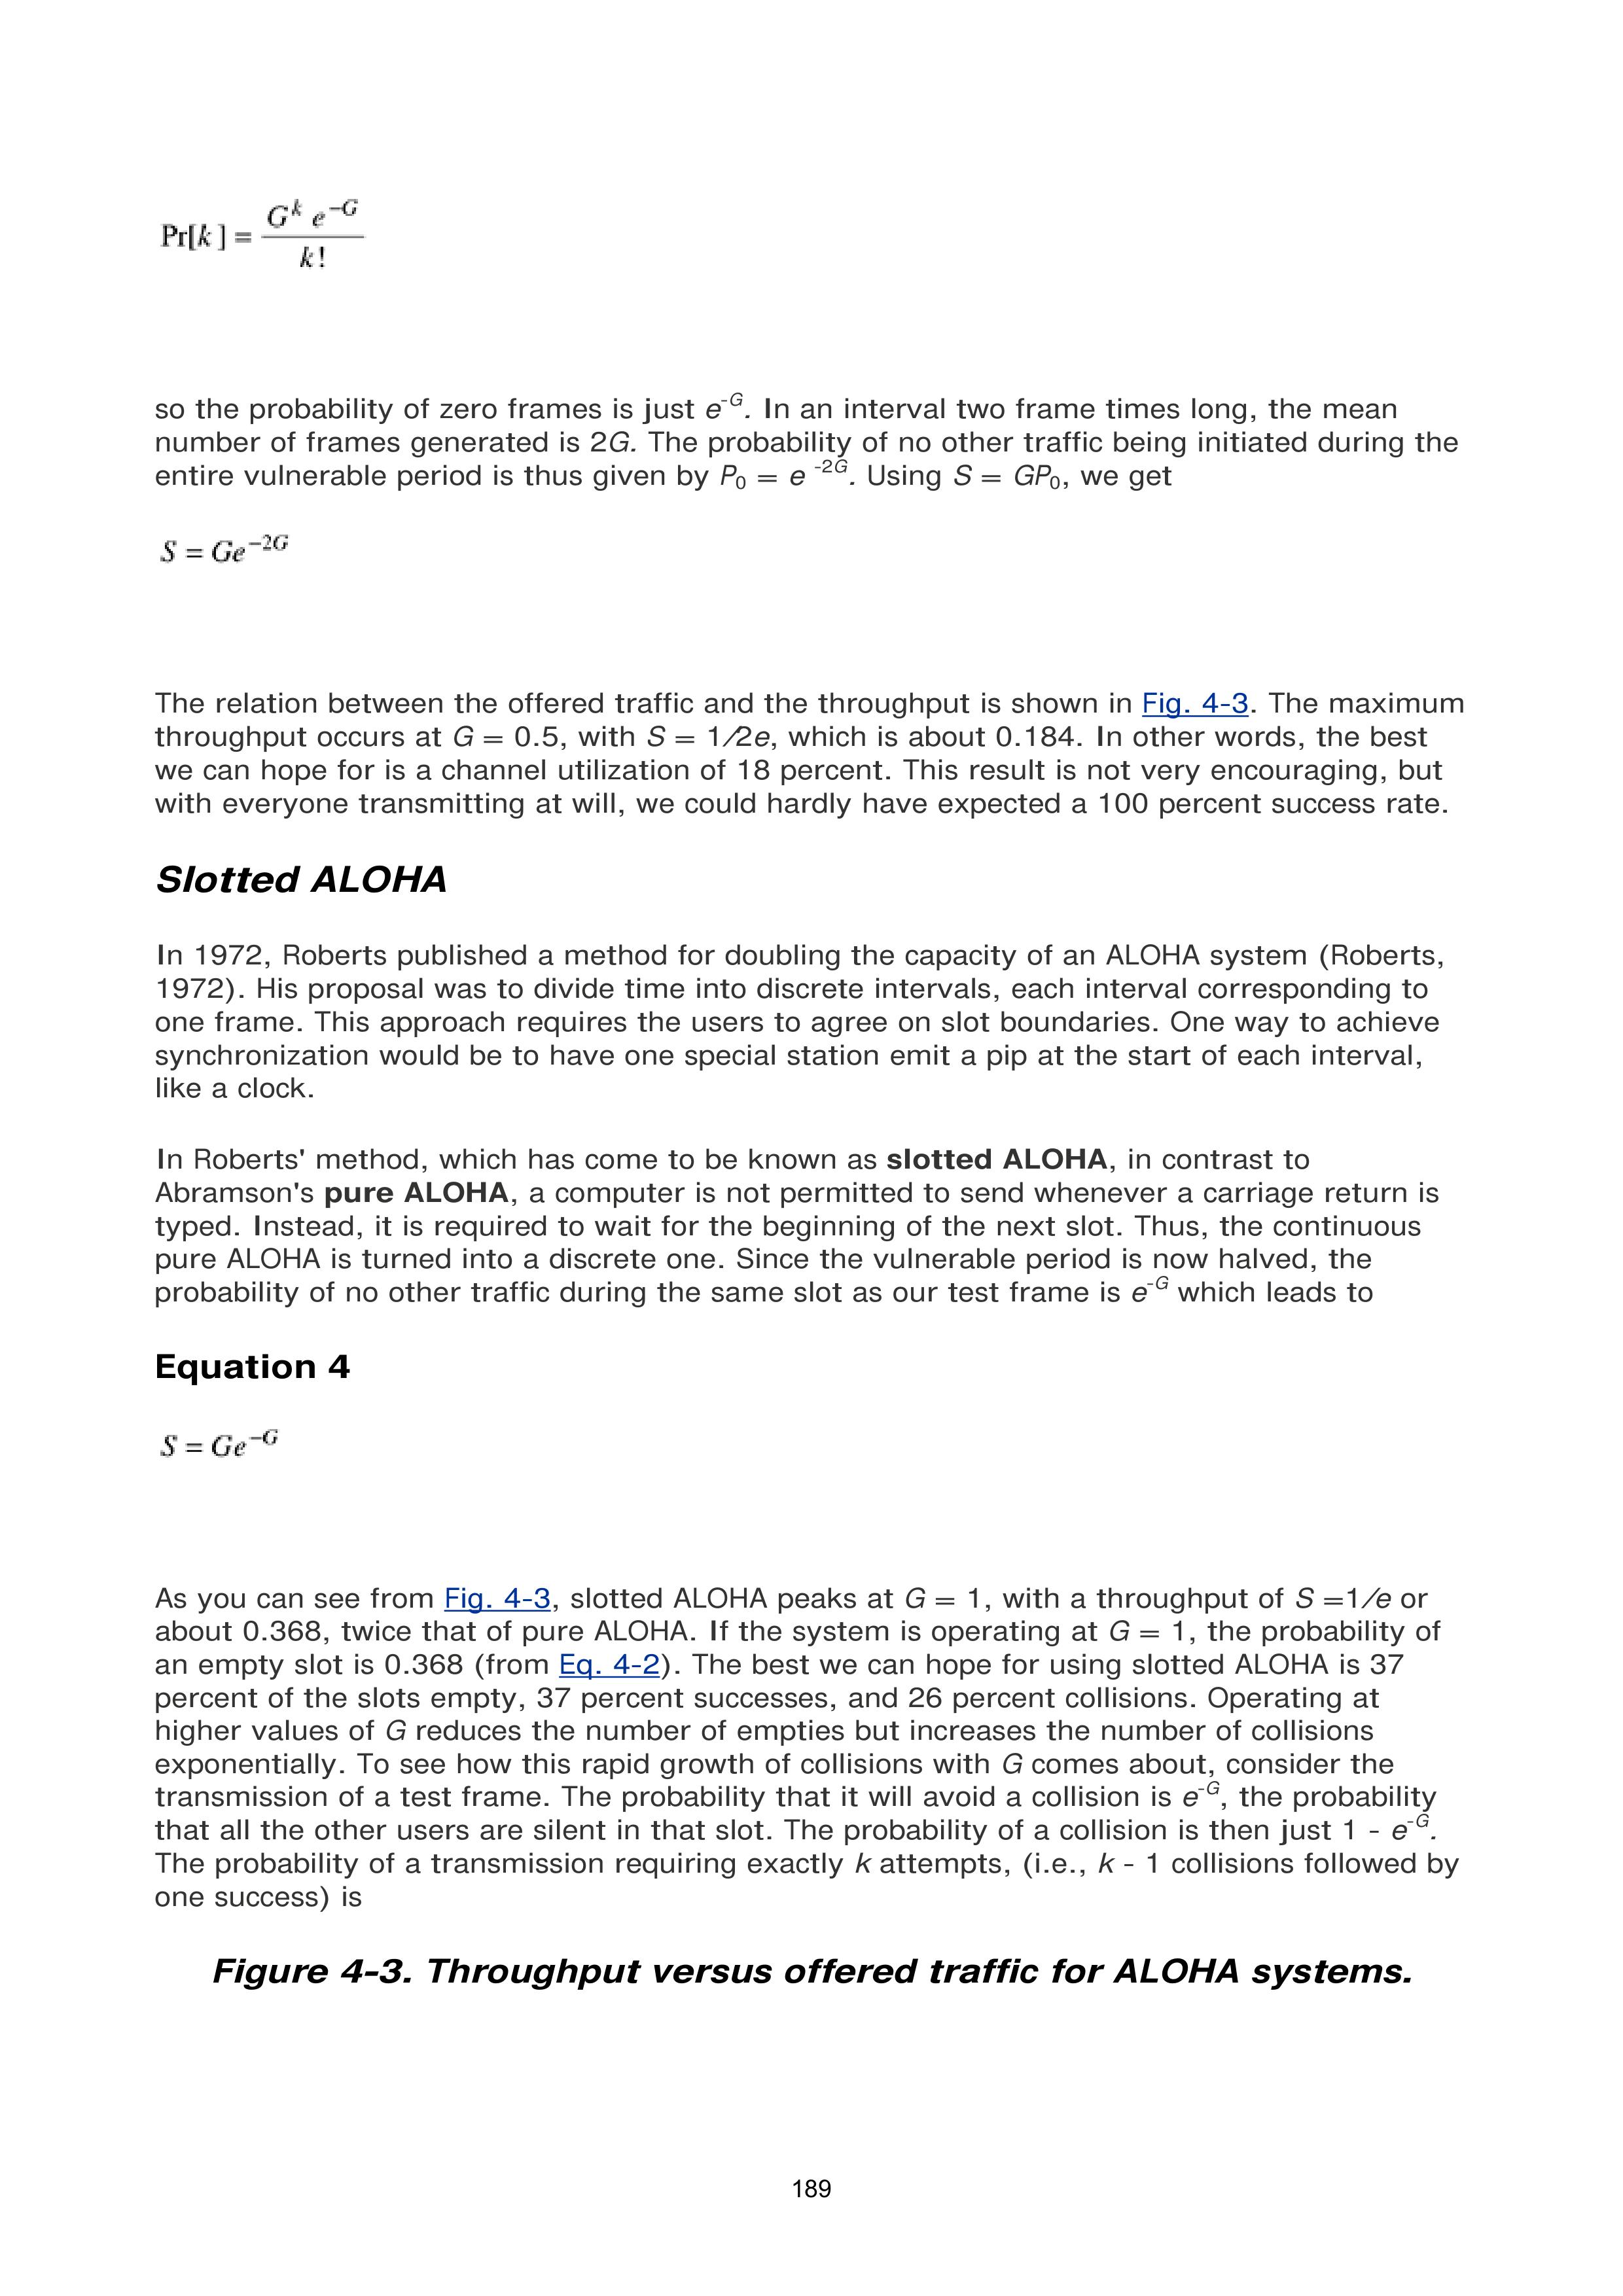 Pr[k] = G^k e^-G / k!
so the probability of zero frames is just e^-G. In an interval two frame times long, the mean
number of frames generated is 2G. The probability of no other traffic being initiated during the
entire vulnerable period is thus given by P0 = e -2G. Using S = GP0, we get
S = Ge^-2G
The relation between the offered traffic and the throughput is shown in Fig. 4-3. The maximum
throughput occurs at G = 0.5, with S = 1/2e, which is about 0.184. In other words, the best
we can hope for is a channel utilization of 18 percent. This result is not very encouraging, but
with everyone transmitting at will, we could hardly have expected a 100 percent success rate.
Slotted ALOHA
In 1972, Roberts published a method for doubling the capacity of an ALOHA system (Roberts,
1972). His proposal was to divide time into discrete intervals, each interval corresponding to
one frame. This approach requires the users to agree on slot boundaries. One way to achieve
synchronization would be to have one special station emit a pip at the start of each interval,
like a clock.
In Roberts' method, which has come to be known as slotted ALOHA, in contrast to
Abramson's pure ALOHA, a computer is not permitted to send whenever a carriage return is
typed. Instead, it is required to wait for the beginning of the next slot. Thus, the continuous
pure ALOHA is turned into a discrete one. Since the vulnerable period is now halved, the
probability of no other traffic during the same slot as our test frame is e^-G which leads to
Equation 4
S = Ge^-G
As you can see from Fig. 4-3, slotted ALOHA peaks at G = 1, with a throughput of S =1/e or
about 0.368, twice that of pure ALOHA. If the system is operating at G = 1, the probability of
an empty slot is 0.368 (from Eq. 4-2). The best we can hope for using slotted ALOHA is 37
percent of the slots empty, 37 percent successes, and 26 percent collisions. Operating at
higher values of G reduces the number of empties but increases the number of collisions
exponentially. To see how this rapid growth of collisions with G comes about, consider the
transmission of a test frame. The probability that it will avoid a collision is e^-G, the probability
that all the other users are silent in that slot. The probability of a collision is then just 1 - e^-G.
The probability of a transmission requiring exactly k attempts, (i.e., k - 1 collisions followed by
one success) is
Figure 4-3. Throughput versus offered traffic for ALOHA systems.
189